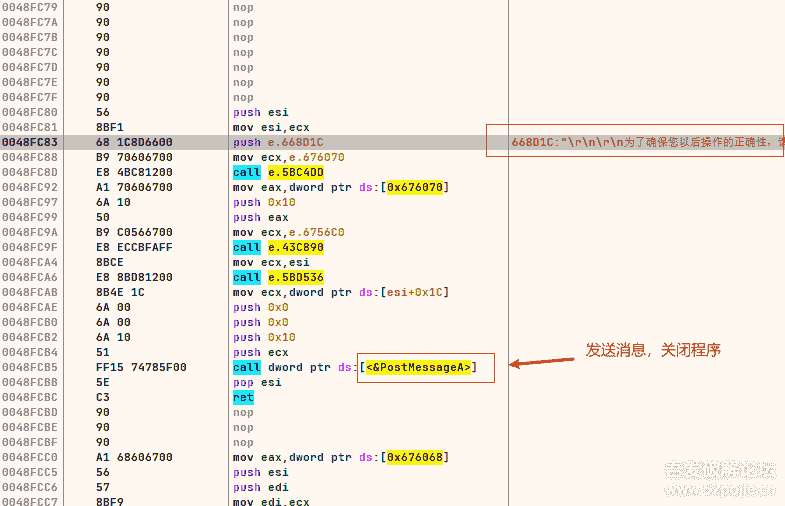 0048FC79 90 nop
0048FC7A 90 nop
0048FC7B 90 nop
0048FC7C 90 nop
0048FC7D 90 nop
0048FC7E 90 nop
0048FC7F 90 nop
0048FC80 56 push esi
0048FC81 8BF1 mov esi,ecx
0048FC83 68 1C8D6600 push e.668D1C 668D1C:"\r\n\r\n为了确保您以后操作的正确性,
0048FC88 B9 70606700 mov ecx,e.676070
0048FC8D E8 4BC81200 call e.5BC4DD
0048FC92 A1 70606700 mov eax,dword ptr ds:[0x676070]
0048FC97 6A 10 push 0x10
0048FC99 50 push eax
0048FC9A B9 C0566700 mov ecx,e.6756C0
0048FC9F E8 ECCBFAFF call e.43C890
0048FCA4 8BCE mov ecx,esi
0048FCA6 E8 8BD81200 call e.5BD536
0048FCAB 8B4E 1C mov ecx,dword ptr ds:[esi+0x1C]
0048FCAE 6A 00 push 0x0
0048FCB0 6A 00 push 0x0
0048FCB2 6A 10 push 0x10
0048FCB4 51 push ecx
0048FCB5 FF15 74785F00 call dword ptr ds:[<&PostMessageA>] 发送消息，关闭程序
0048FCBB 5E pop esi
0048FCBC C3 ret
0048FCBD 90 nop
0048FCBE 90 nop
0048FCBF 90 nop
0048FCC0 A1 68606700 mov eax,dword ptr ds:[0x676068]
0048FCC5 56 push esi
0048FCC6 57 push edi
0048FCC7 8BF9 mov edi,ecx
吾爱破解论坛
www.52pojie.cn